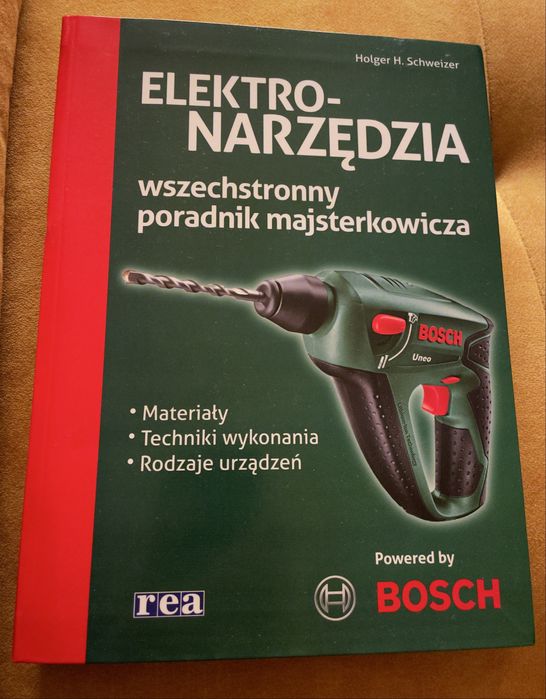 Holger H. Schweizer
ELEKTRO-
NARZĘDZIA
wszechstronny
poradnik majsterkowicza
BOSCH
Uneo
• Materiały
• Techniki wykonania
• Rodzaje urządzeń
Powered by
BOSCH
rea